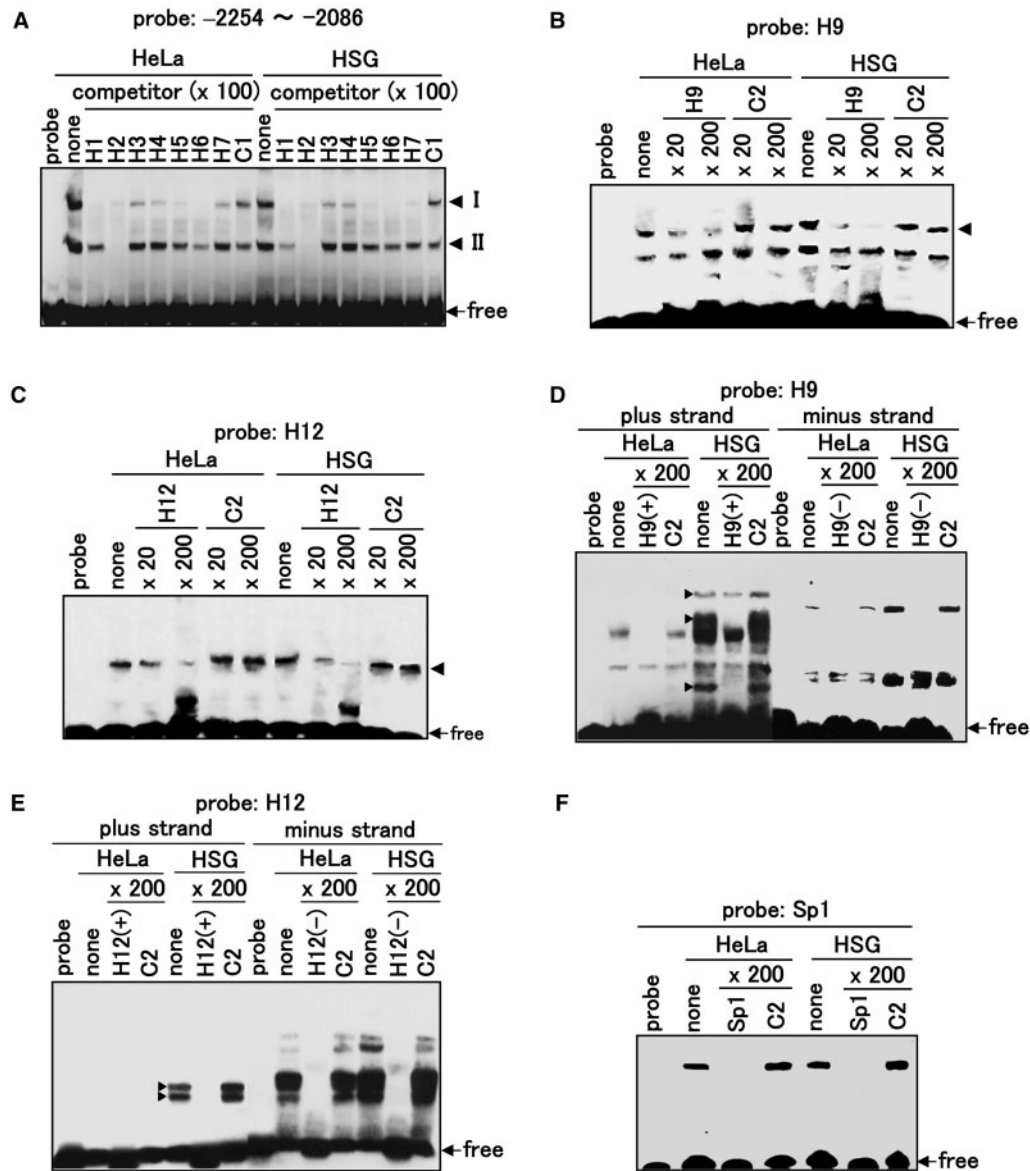 A
probe: –2254 ~ -2086
HeLa HSG
competitor (x 100) competitor (x 100)
probe none H1 H2 H3 H4 H5 H6 H7 C1 none H1 H2 H3 H4 H5 H6 H7 C1
I
II
free
B
probe: H9
HeLa HSG
H9 C2 H9 C2
probe none x 20 x 200 x 20 x 200 none x 20 x 200 x 20 x 200
free
C
probe: H12
HeLa HSG
H12 C2 H12 C2
probe none x 20 x 200 x 20 x 200 none x 20 x 200 x 20 x 200
free
D
probe: H9
plus strand minus strand
HeLa HSG HeLa HSG
x 200 x 200 x 200 x 200
probe none H9(+) C2 none H9(+) C2 probe none H9(-) C2 none H9(-) C2
free
E
probe: H12
plus strand minus strand
HeLa HSG HeLa HSG
x 200 x 200 x 200 x 200
probe none H12(+) C2 none H12(+) C2 probe none H12(-) C2 none H12(-) C2
free
F
probe: Sp1
HeLa HSG
x 200 x 200
probe none Sp1 C2 none Sp1 C2
free